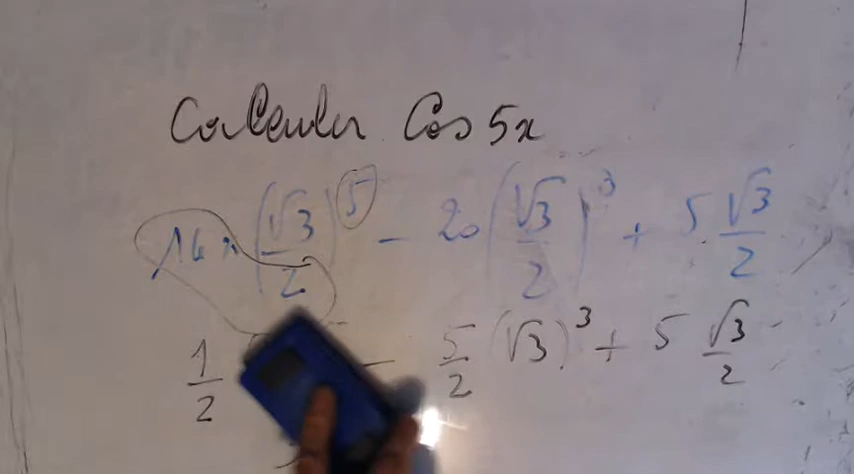 Calculer Cos 5x
16 × (√3/2)^5 − 20 (√3/2)^3 + 5 √3/2
1/2 − 5/2 (√3)^3 + 5 √3/2